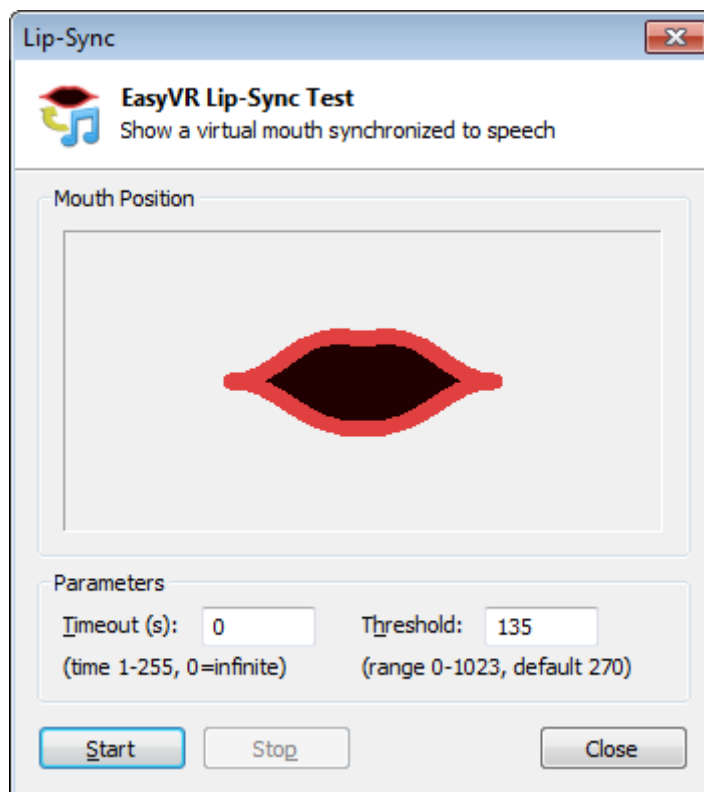 Lip-Sync
EasyVR Lip-Sync Test
Show a virtual mouth synchronized to speech
Mouth Position
Parameters
Timeout (s): 0 Threshold: 135
(time 1-255, 0=infinite) (range 0-1023, default 270)
Start Stop Close